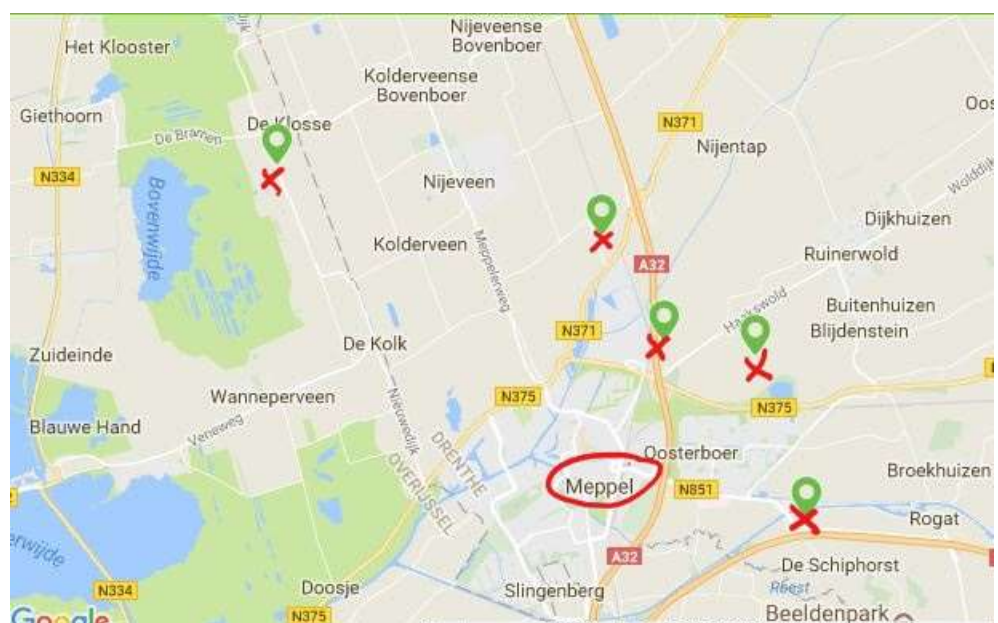 Nijeveense
Bovenboer
Het Klooster
Kolderveense
Bovenboer
Giethoorn
De Klosse
De Bramen
N371
Nijentap
N334
Bovenwijde
Nijeveen
Wolddijk
Dijkhuizen
Kolderveen
Meppelerweg
Ruinerwold
A32
Haakswold
Buitenhuizen
Blijdenstein
N371
De Kolk
Zuideinde
Wanneperveen
N375
N375
Nieuwedijk
Blauwe Hand
Veneweg
DRENTHE
OVERIJSSEL
Oosterboer
Meppel
N851
Broekhuizen
Rogat
A32
De Schiphorst
Reest
N334
Doosje
Slingenberg
N375
Beeldenpark
Google